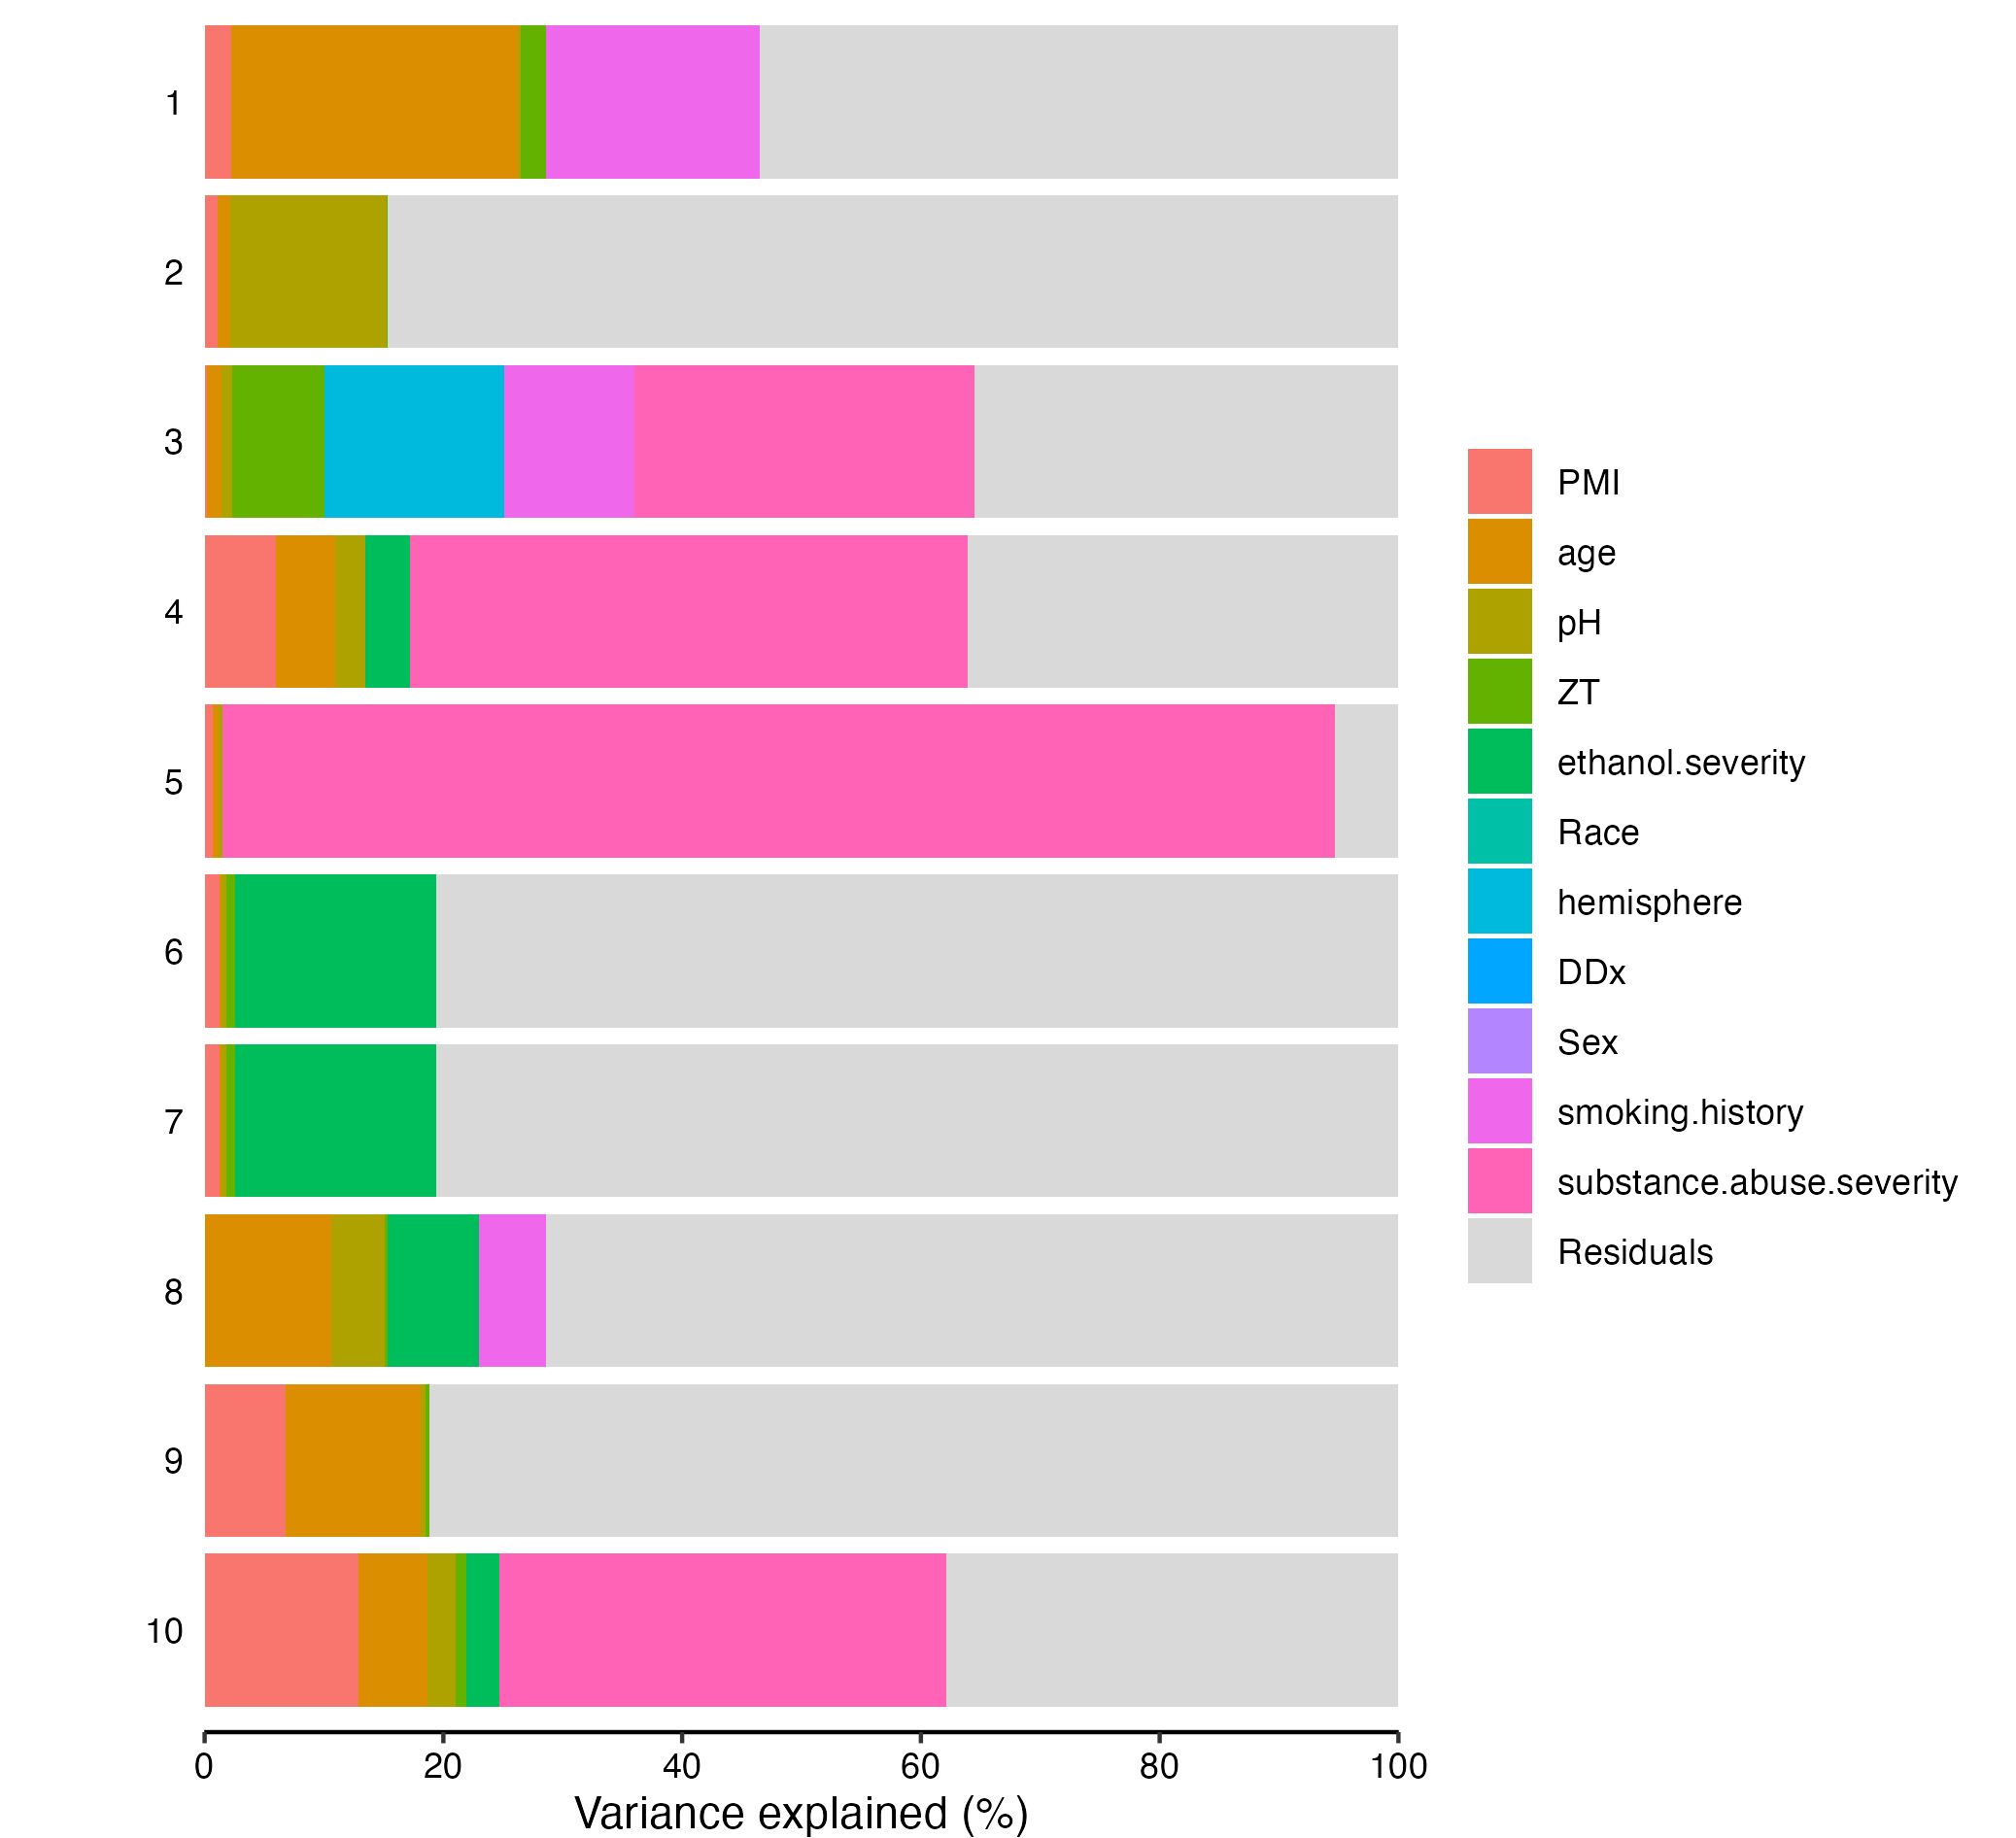 1
2
3
4
5
6
7
8
9
10
0 20 40 60 80 100
Variance explained (%)
PMI
age
pH
ZT
ethanol.severity
Race
hemisphere
DDx
Sex
smoking.history
substance.abuse.severity
Residuals